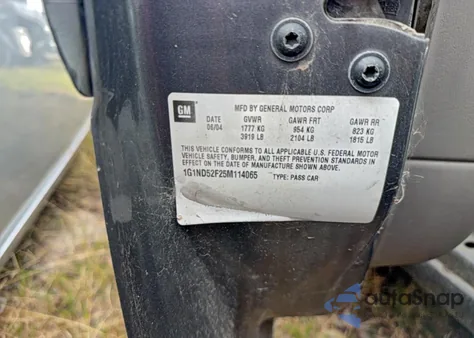 GM
MFD BY GENERAL MOTORS CORP
DATE GVWR GAWR FRT GAWR RR
06/04 1777 KG 954 KG 823 KG
3919 LB 2104 LB 1815 LB
THIS VEHICLE CONFORMS TO ALL APPLICABLE U.S. FEDERAL MOTOR
VEHICLE SAFETY, BUMPER, AND THEFT PREVENTION STANDARDS IN
EFFECT ON THE DATE OF MANUFACTURE SHOWN ABOVE.
1G1ND52F25M114065 TYPE: PASS CAR
AutoSnap